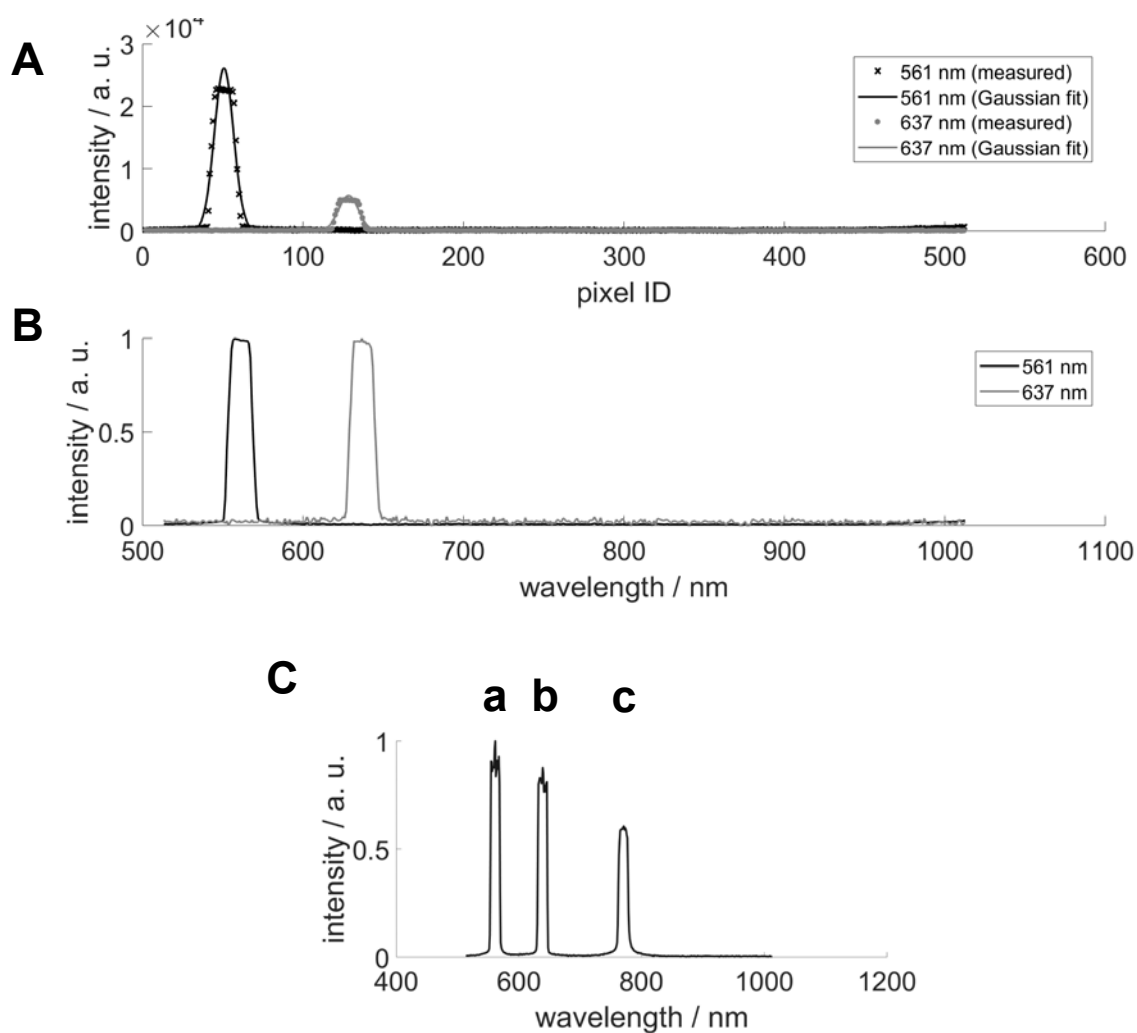 A
×10⁴
3
2
1
0
intensity / a. u.
561 nm (measured)
561 nm (Gaussian fit)
637 nm (measured)
637 nm (Gaussian fit)
0 100 200 300 400 500 600
pixel ID
B
1
0.5
0
intensity / a. u.
561 nm
637 nm
500 600 700 800 900 1000 1100
wavelength / nm
C
a b c
1
0.5
0
intensity / a. u.
400 600 800 1000 1200
wavelength / nm